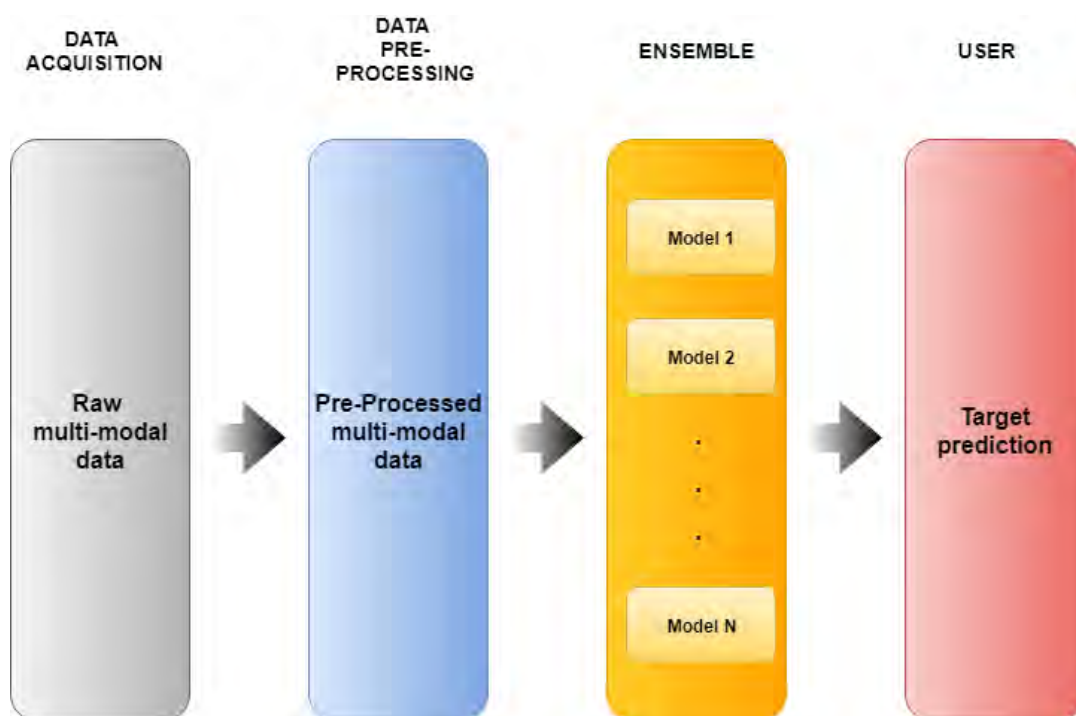 DATA
ACQUISITION
DATA
PRE-
PROCESSING
ENSEMBLE
USER
Raw
multi-modal
data
Pre-Processed
multi-modal
data
Model 1
Model 2
.
.
.
Model N
Target
prediction